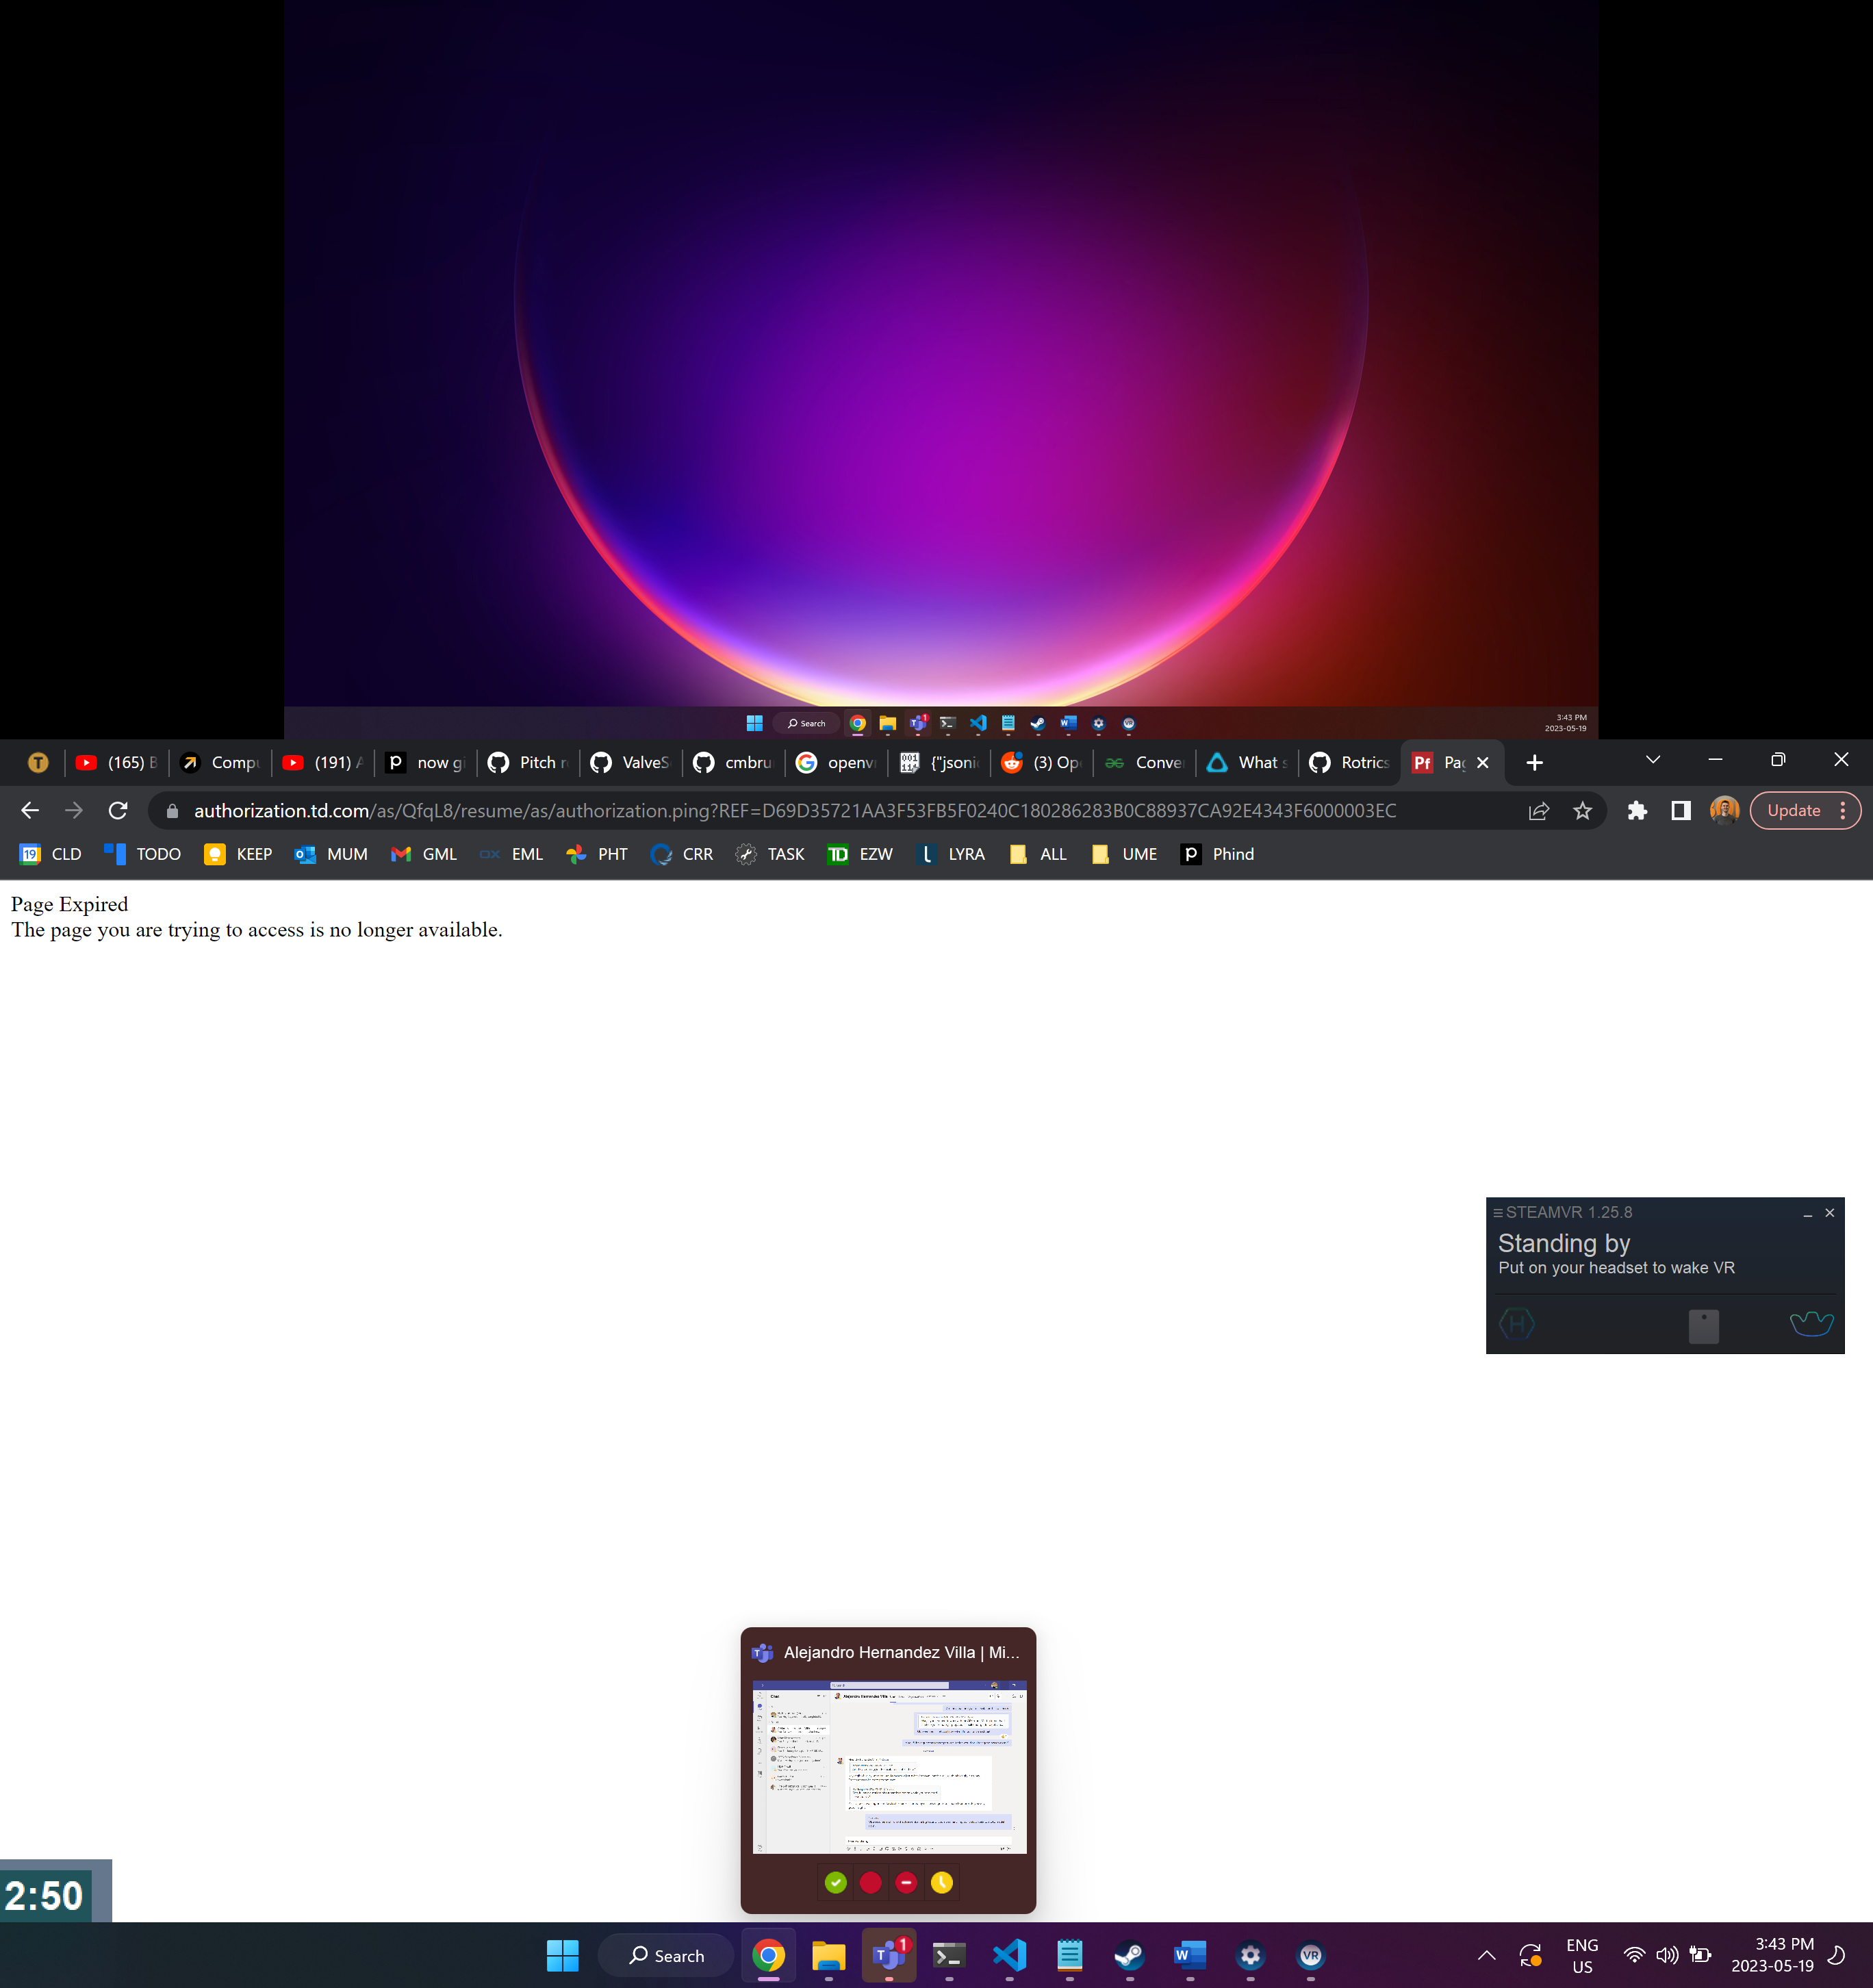 Search
1
3:43 PM
2023-05-19
(165) B
Compu
(191) A
now gi
Pitch r
ValveS
cmbru
openv
{"jsoni
(3) Op
Conve
What s
Rotrics
Pag
authorization.td.com/as/QfqL8/resume/as/authorization.ping?REF=D69D35721AA3F53FB5F0240C180286283B0C88937CA92E4343F6000003EC
Update
19 CLD
TODO
KEEP
MUM
GML
EML
PHT
CRR
TASK
TD EZW
LYRA
ALL
UME
Phind
Page Expired
The page you are trying to access is no longer available.
STEAMVR 1.25.8
Standing by
Put on your headset to wake VR
Alejandro Hernandez Villa | Mi...
2:50
Search
1
ENG
US
3:43 PM
2023-05-19